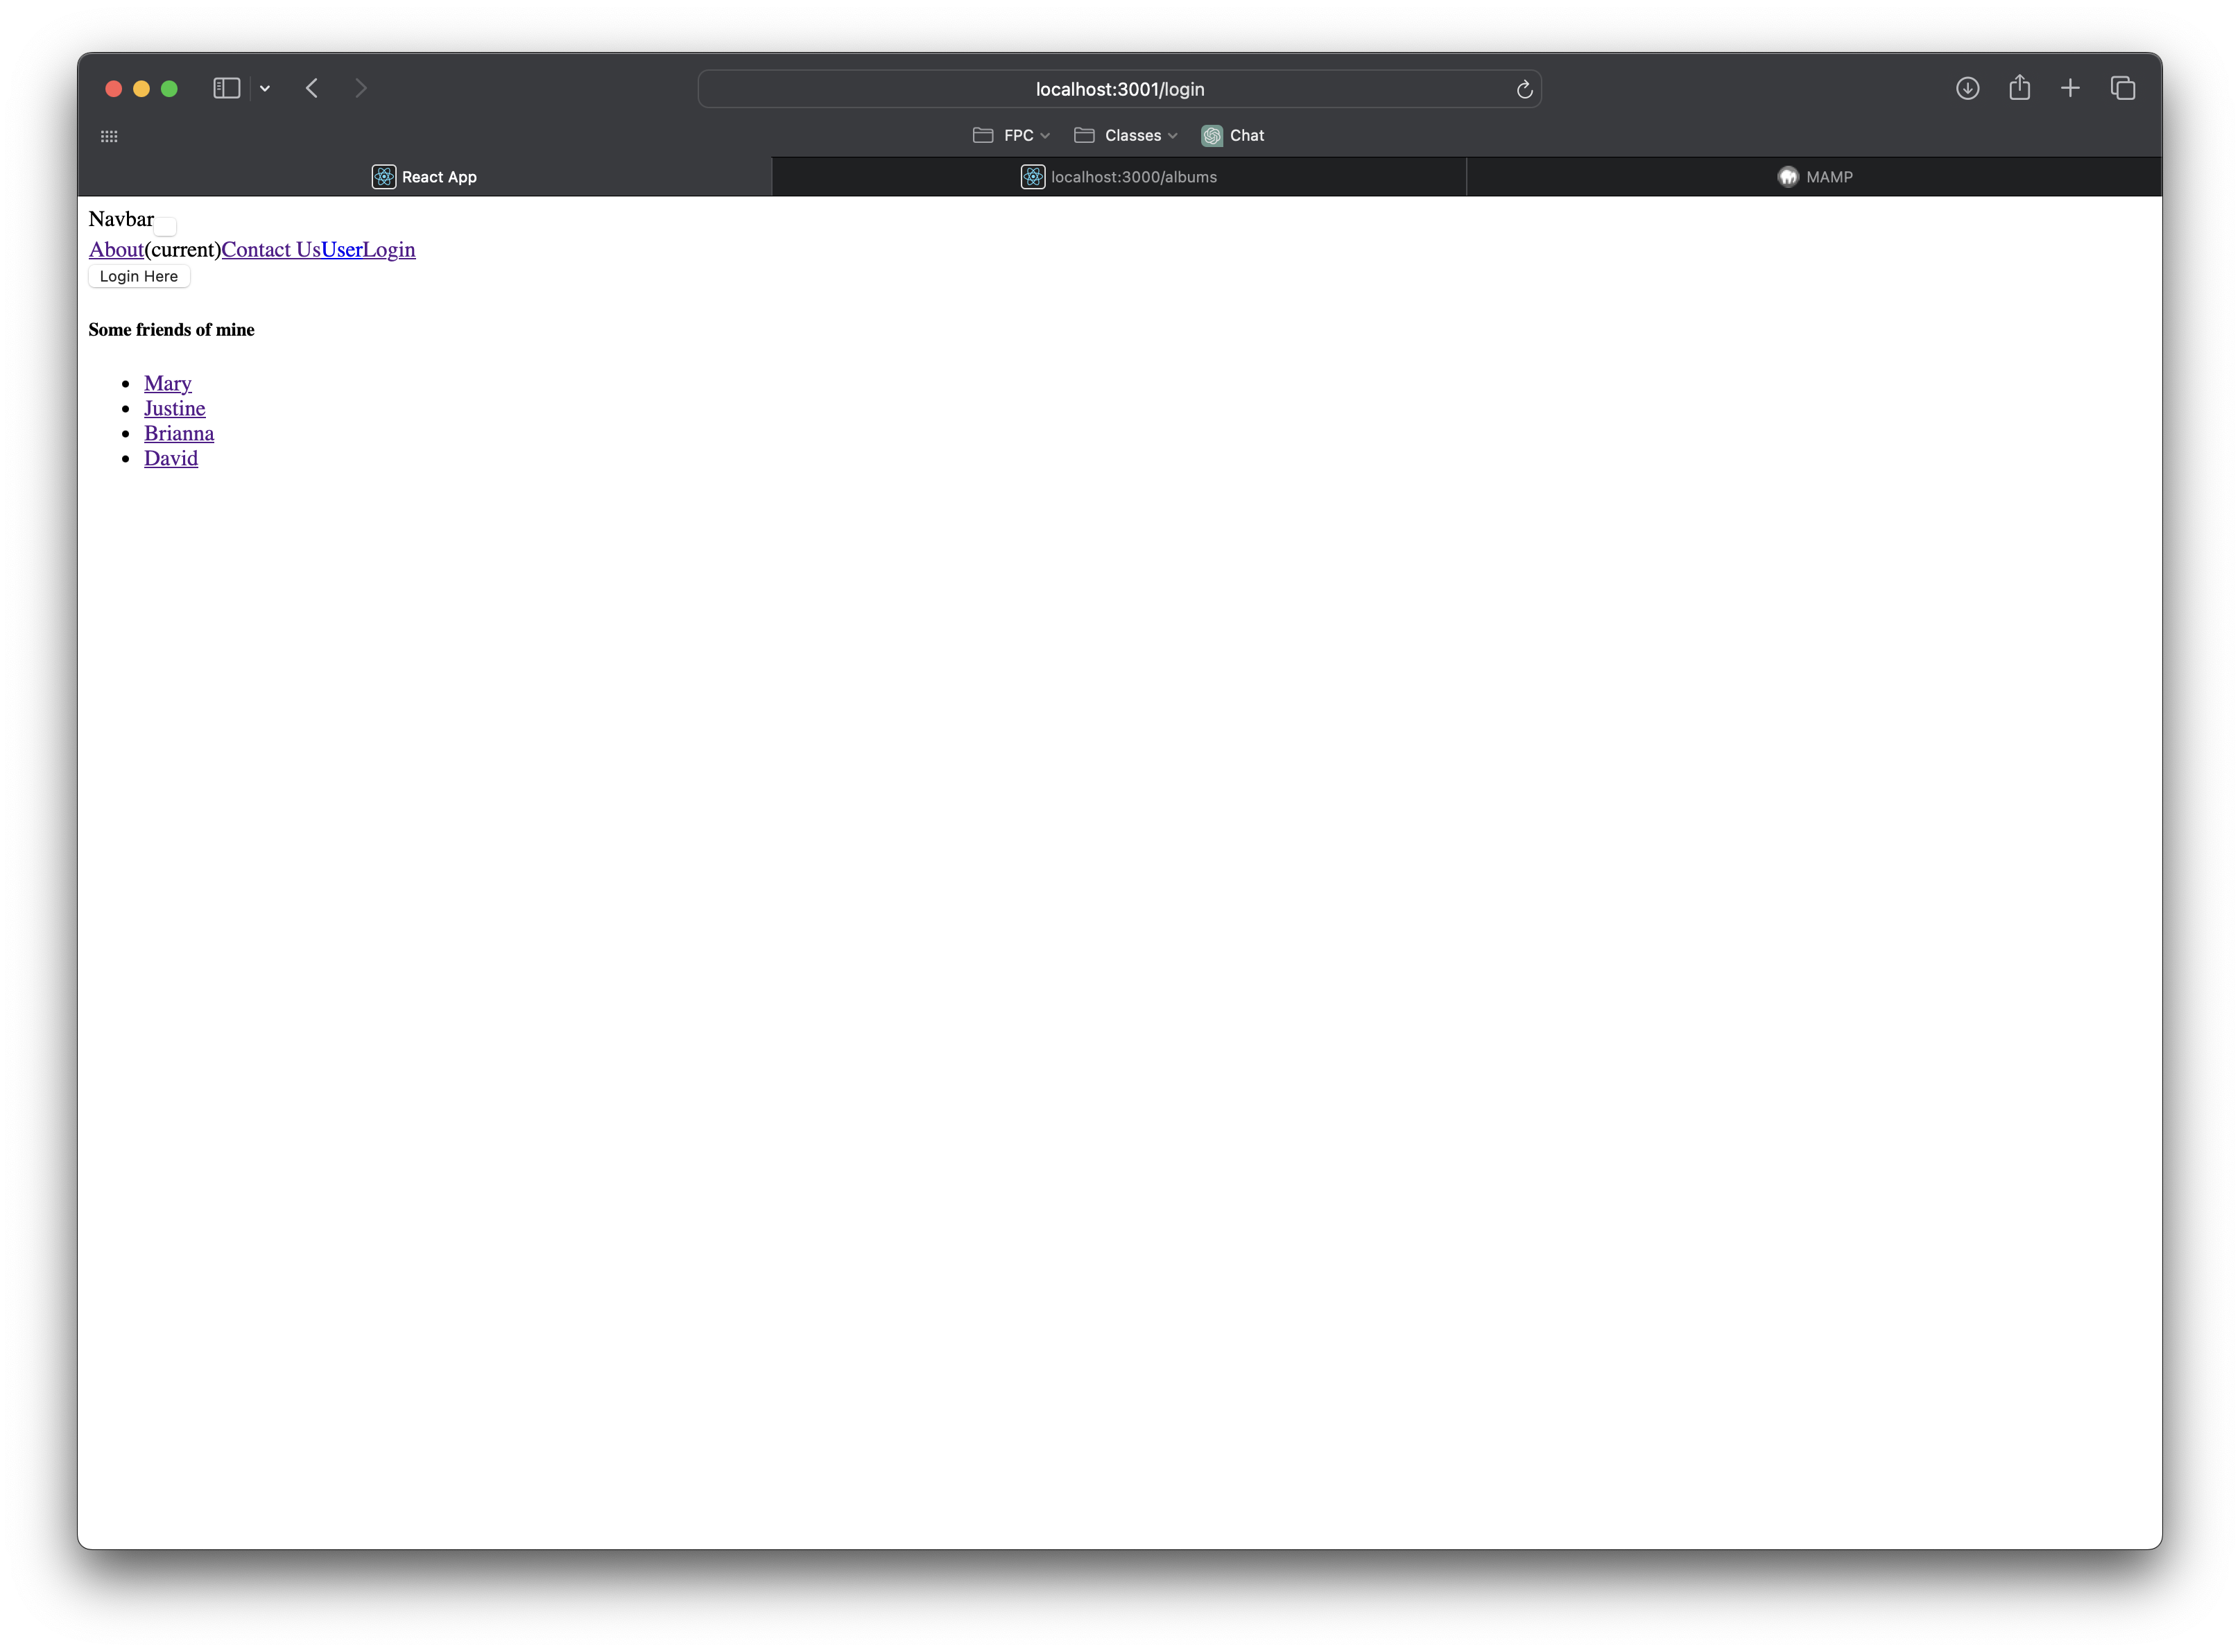 localhost:3001/login
FPC Classes Chat
React App localhost:3000/albums MAMP
Navbar
About(current)Contact UsUserLogin
Login Here
Some friends of mine
Mary
Justine
Brianna
David